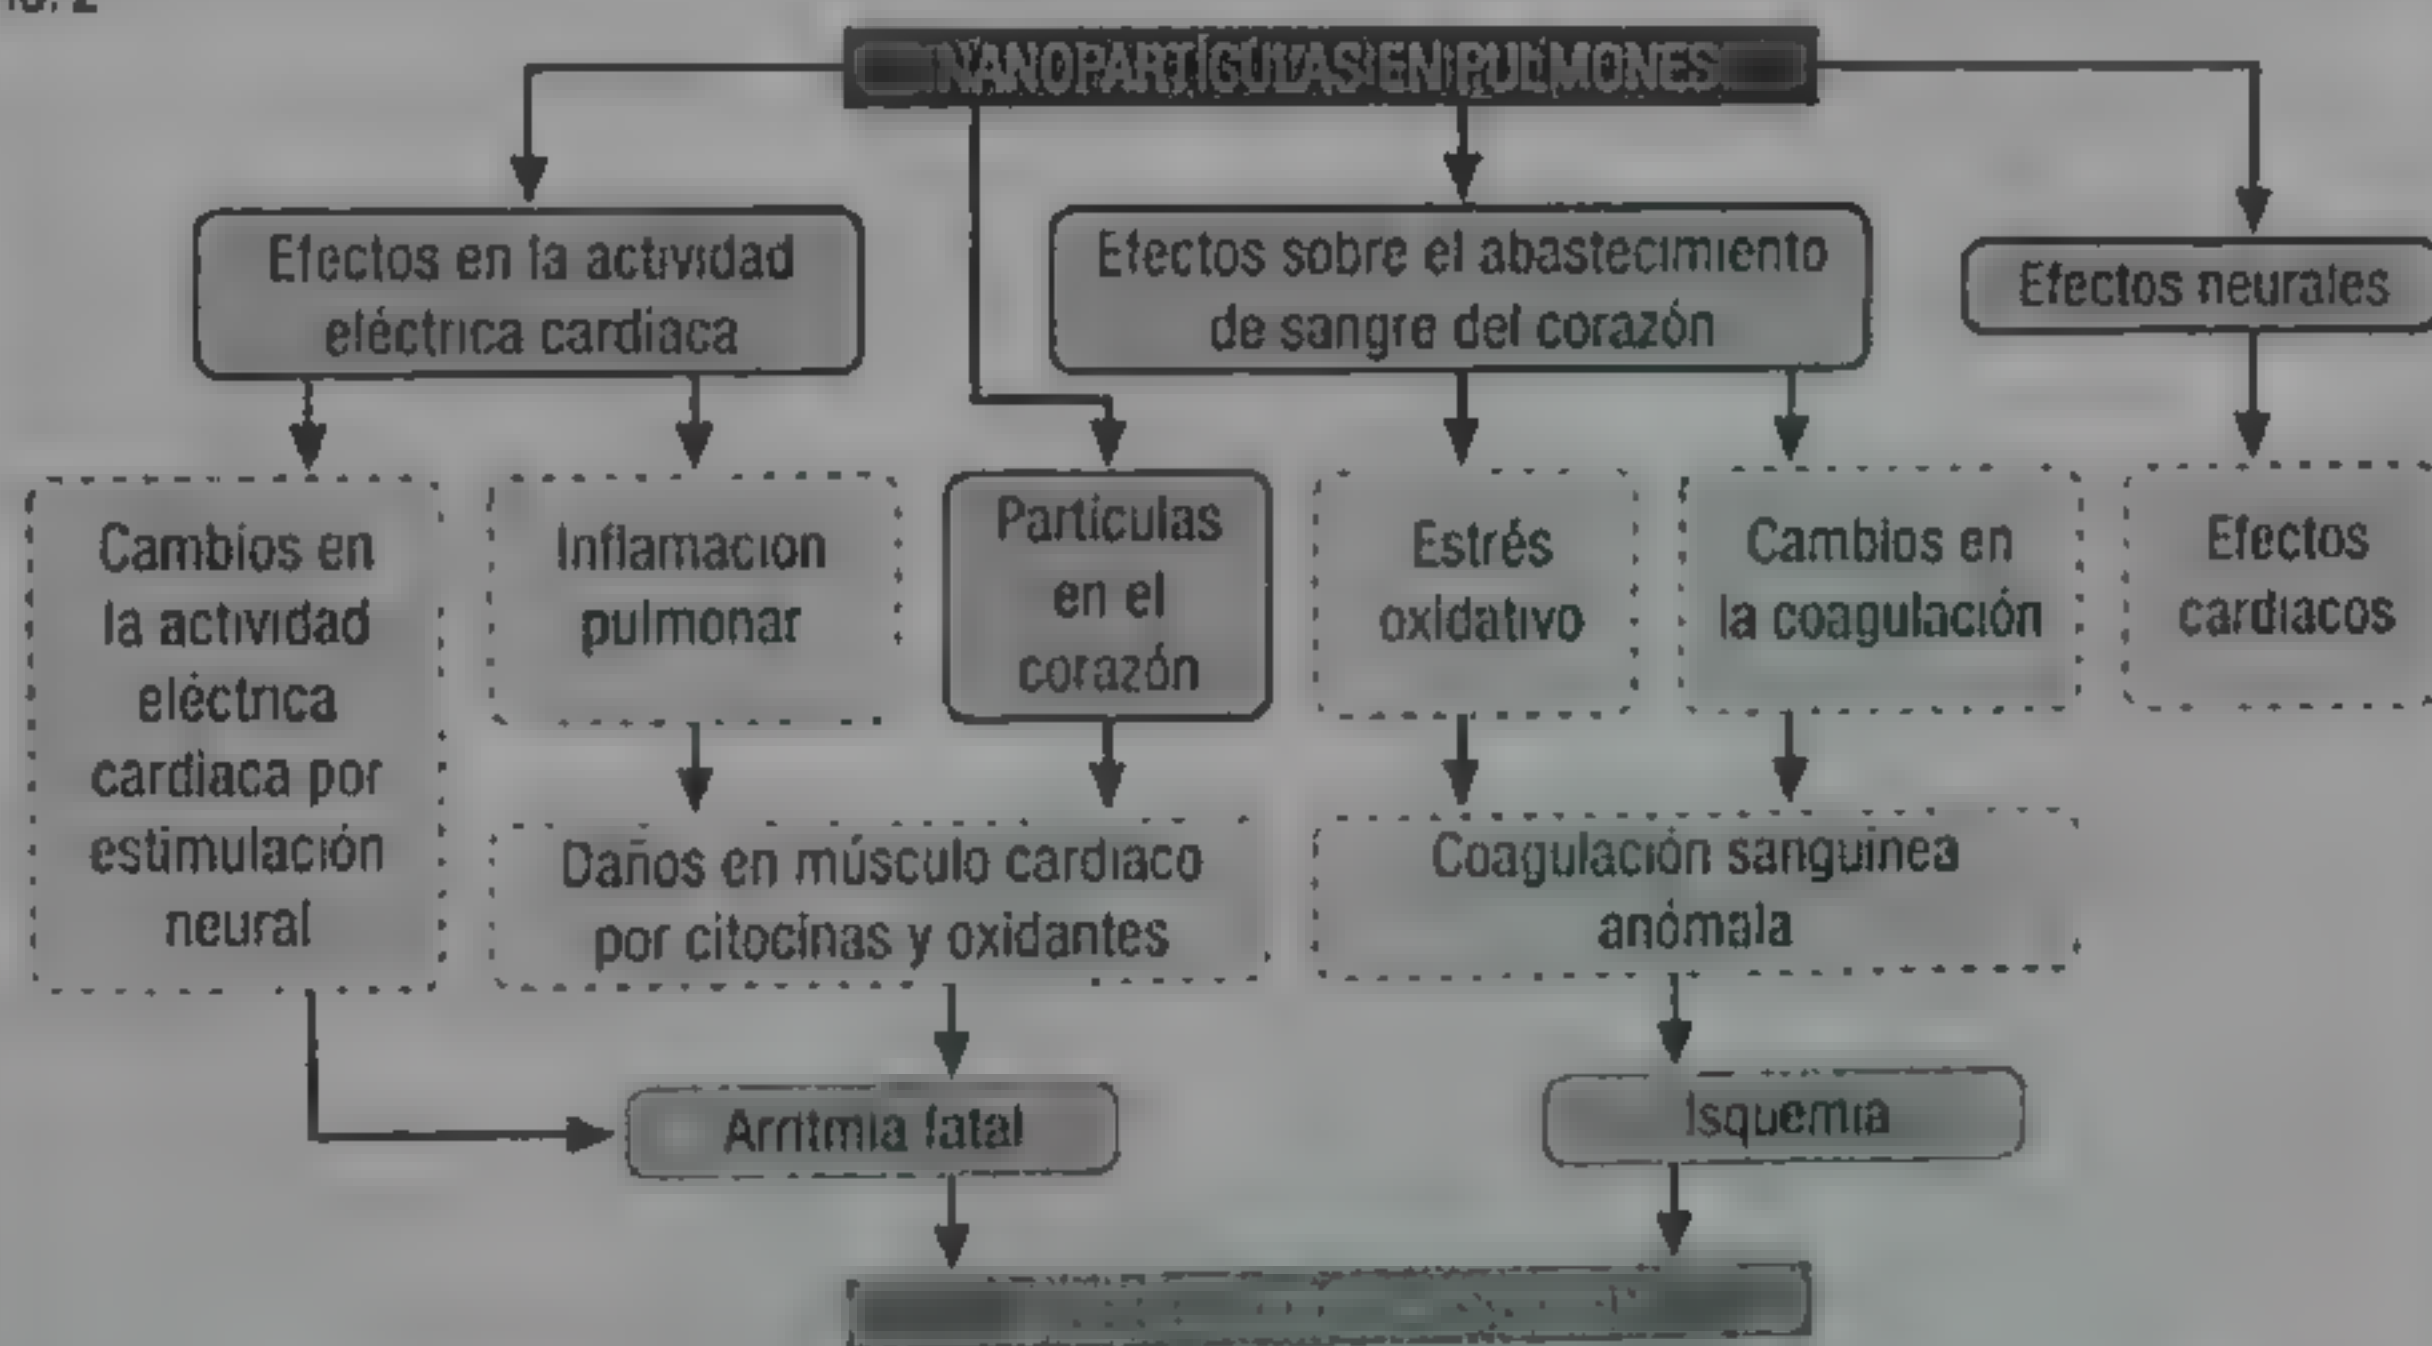 NANOPARTÍCULAS EN PULMONES
Efectos en la actividad
eléctrica cardiaca
Efectos sobre el abastecimiento
de sangre del corazón
Efectos neurales
Cambios en
la actividad
eléctrica
cardiaca por
estimulación
neural
Inflamacion
pulmonar
Partículas
en el
corazón
Estrés
oxidativo
Cambios en
la coagulación
Efectos
cardiacos
Daños en músculo cardiaco
por citocinas y oxidantes
Coagulación sanguinea
anómala
Arritmia fatal
Isquemia